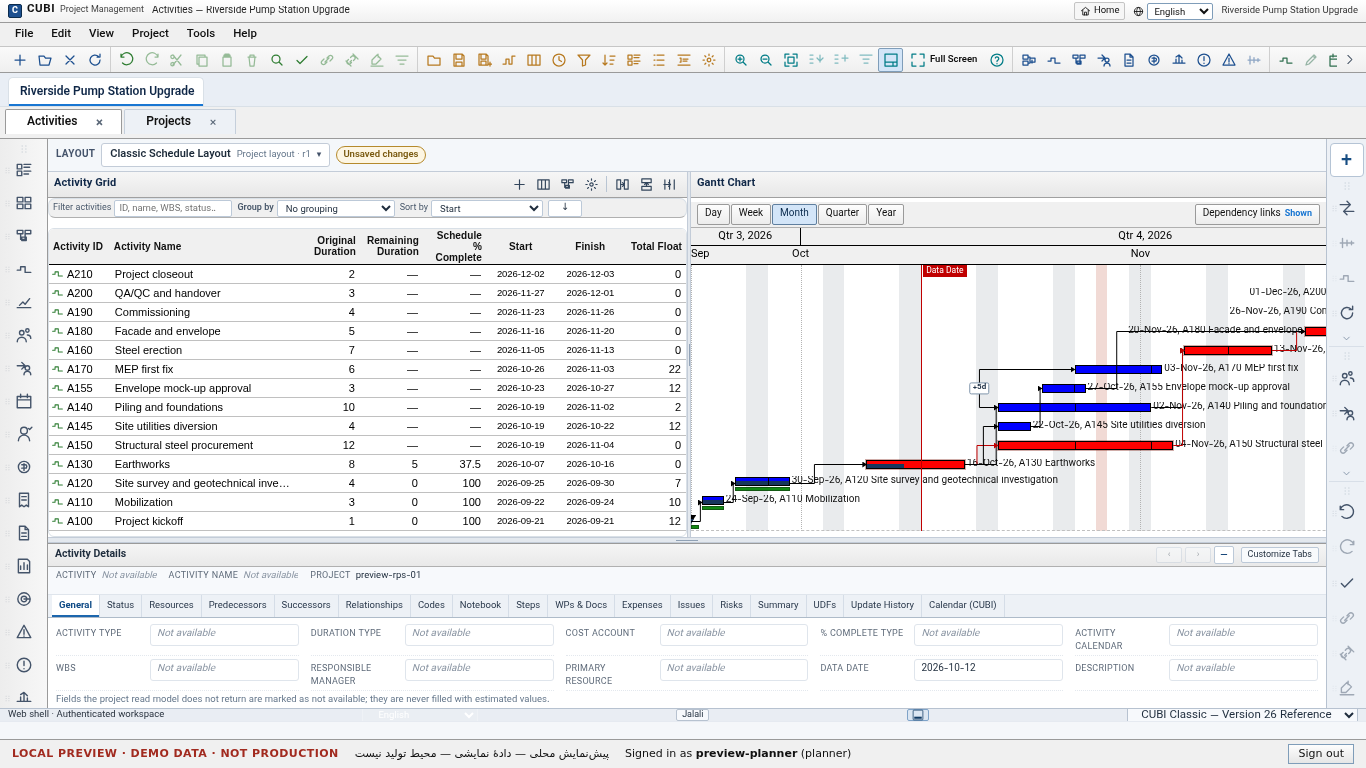 CUBI Project Management Activities — Riverside Pump Station Upgrade Home English Riverside Pump Station Upgrade
File Edit View Project Tools Help
Full Screen
Riverside Pump Station Upgrade
Activities × Projects ×
LAYOUT Classic Schedule Layout Project layout · r1 Unsaved changes
Activity Grid
Filter activities ID, name, WBS, status.. Group by No grouping Sort by Start ↓
Activity ID Activity Name Original Duration Remaining Duration Schedule % Complete Start Finish Total Float
A210 Project closeout 2 — — 2026-12-02 2026-12-03 0
A200 QA/QC and handover 3 — — 2026-11-27 2026-12-01 0
A190 Commissioning 4 — — 2026-11-23 2026-11-26 0
A180 Facade and envelope 5 — — 2026-11-16 2026-11-20 0
A160 Steel erection 7 — — 2026-11-05 2026-11-13 0
A170 MEP first fix 6 — — 2026-10-26 2026-11-03 22
A155 Envelope mock-up approval 3 — — 2026-10-23 2026-10-27 12
A140 Piling and foundations 10 — — 2026-10-19 2026-11-02 2
A145 Site utilities diversion 4 — — 2026-10-19 2026-10-22 12
A150 Structural steel procurement 12 — — 2026-10-19 2026-11-04 0
A130 Earthworks 8 5 37.5 2026-10-07 2026-10-16 0
A120 Site survey and geotechnical inve… 4 0 100 2026-09-25 2026-09-30 7
A110 Mobilization 3 0 100 2026-09-22 2026-09-24 10
A100 Project kickoff 1 0 100 2026-09-21 2026-09-21 12
Gantt Chart
Day Week Month Quarter Year Dependency links Shown
Qtr 3, 2026 Qtr 4, 2026
Sep Oct Nov
Data Date
01-Dec-26, A200
26-Nov-26, A190 Com
20-Nov-26, A180 Facade and envelope
13-Nov-26,
03-Nov-26, A170 MEP first fix
+5d
27-Oct-26, A155 Envelope mock-up approval
02-Nov-26, A140 Piling and foundation
22-Oct-26, A145 Site utilities diversion
04-Nov-26, A150 Structural steel
16-Oct-26, A130 Earthworks
30-Sep-26, A120 Site survey and geotechnical investigation
24-Sep-26, A110 Mobilization
Activity Details Customize Tabs
ACTIVITY Not available ACTIVITY NAME Not available PROJECT preview-rps-01
General Status Resources Predecessors Successors Relationships Codes Notebook Steps WPs & Docs Expenses Issues Risks Summary UDFs Update History Calendar (CUBI)
ACTIVITY TYPE Not available DURATION TYPE Not available COST ACCOUNT Not available % COMPLETE TYPE Not available ACTIVITY CALENDAR Not available
WBS Not available RESPONSIBLE MANAGER Not available PRIMARY RESOURCE Not available DATA DATE 2026-10-12 DESCRIPTION Not available
Fields the project read model does not return are marked as not available; they are never filled with estimated values.
Web shell · Authenticated workspace English Jalali CUBI Classic — Version 26 Reference
LOCAL PREVIEW · DEMO DATA · NOT PRODUCTION پیش‌نمایش محلی — دادهٔ نمایشی — محیط تولید نیست Signed in as preview-planner (planner) Sign out